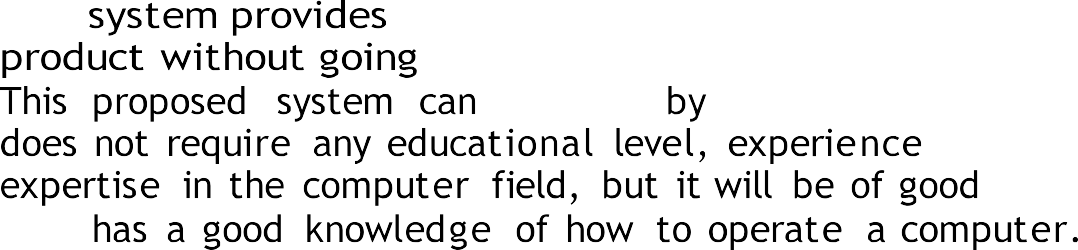 system provides
product without going
This proposed system can by
does not require any educational level, experience
expertise in the computer field, but it will be of good
has a good knowledge of how to operate a computer.